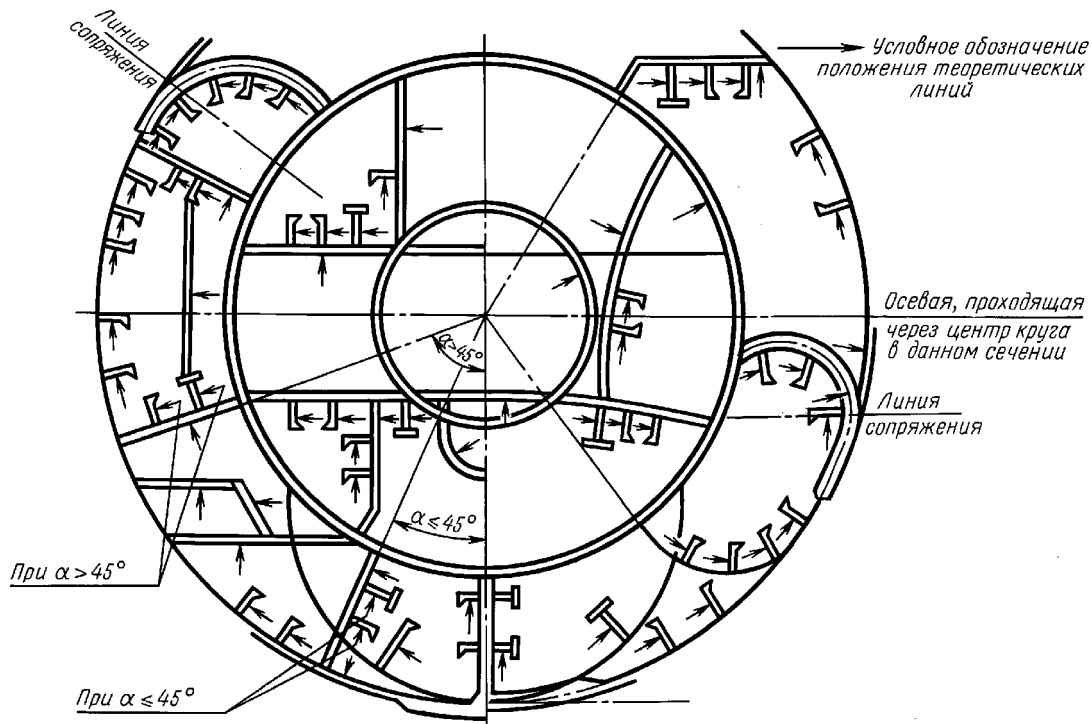 Линия
сопряжения
Условное обозначение
положения теоретических
линий
Осевая, проходящая
через центр круга
в данном сечении
α>45°
Линия
сопряжения
α≤45°
При α>45°
При α≤45°